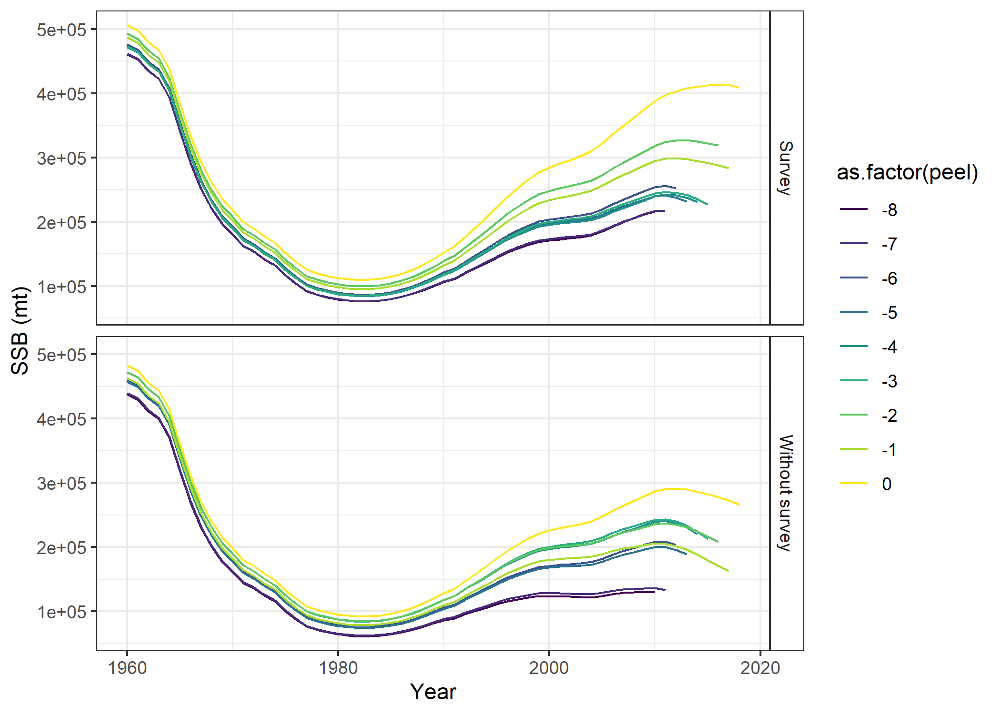 5e+05
4e+05
3e+05
2e+05
1e+05
Survey
5e+05
4e+05
3e+05
2e+05
1e+05
Without survey
SSB (mt)
1960
1980
2000
2020
Year
as.factor(peel)
-8
-7
-6
-5
-4
-3
-2
-1
0